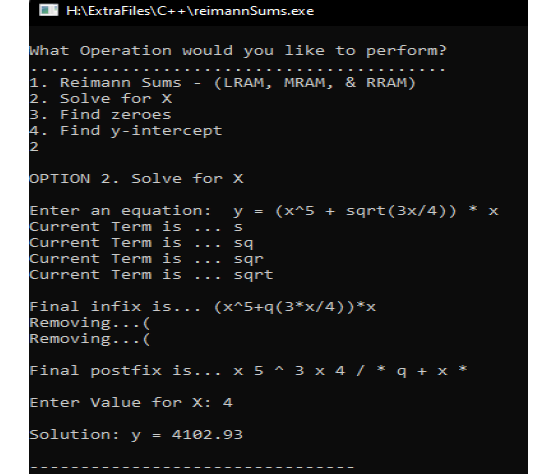 H:\ExtraFiles\C++\reimannSums.exe
What Operation would you like to perform?
.........................................
1. Reimann Sums - (LRAM, MRAM, & RRAM)
2. Solve for X
3. Find zeroes
4. Find y-intercept
2
OPTION 2. Solve for X
Enter an equation:  y = (x^5 + sqrt(3x/4)) * x
Current Term is ... s
Current Term is ... sq
Current Term is ... sqr
Current Term is ... sqrt
Final infix is... (x^5+q(3*x/4))*x
Removing...(
Removing...(
Final postfix is... x 5 ^ 3 x 4 / * q + x *
Enter Value for X: 4
Solution: y = 4102.93
--------------------------------